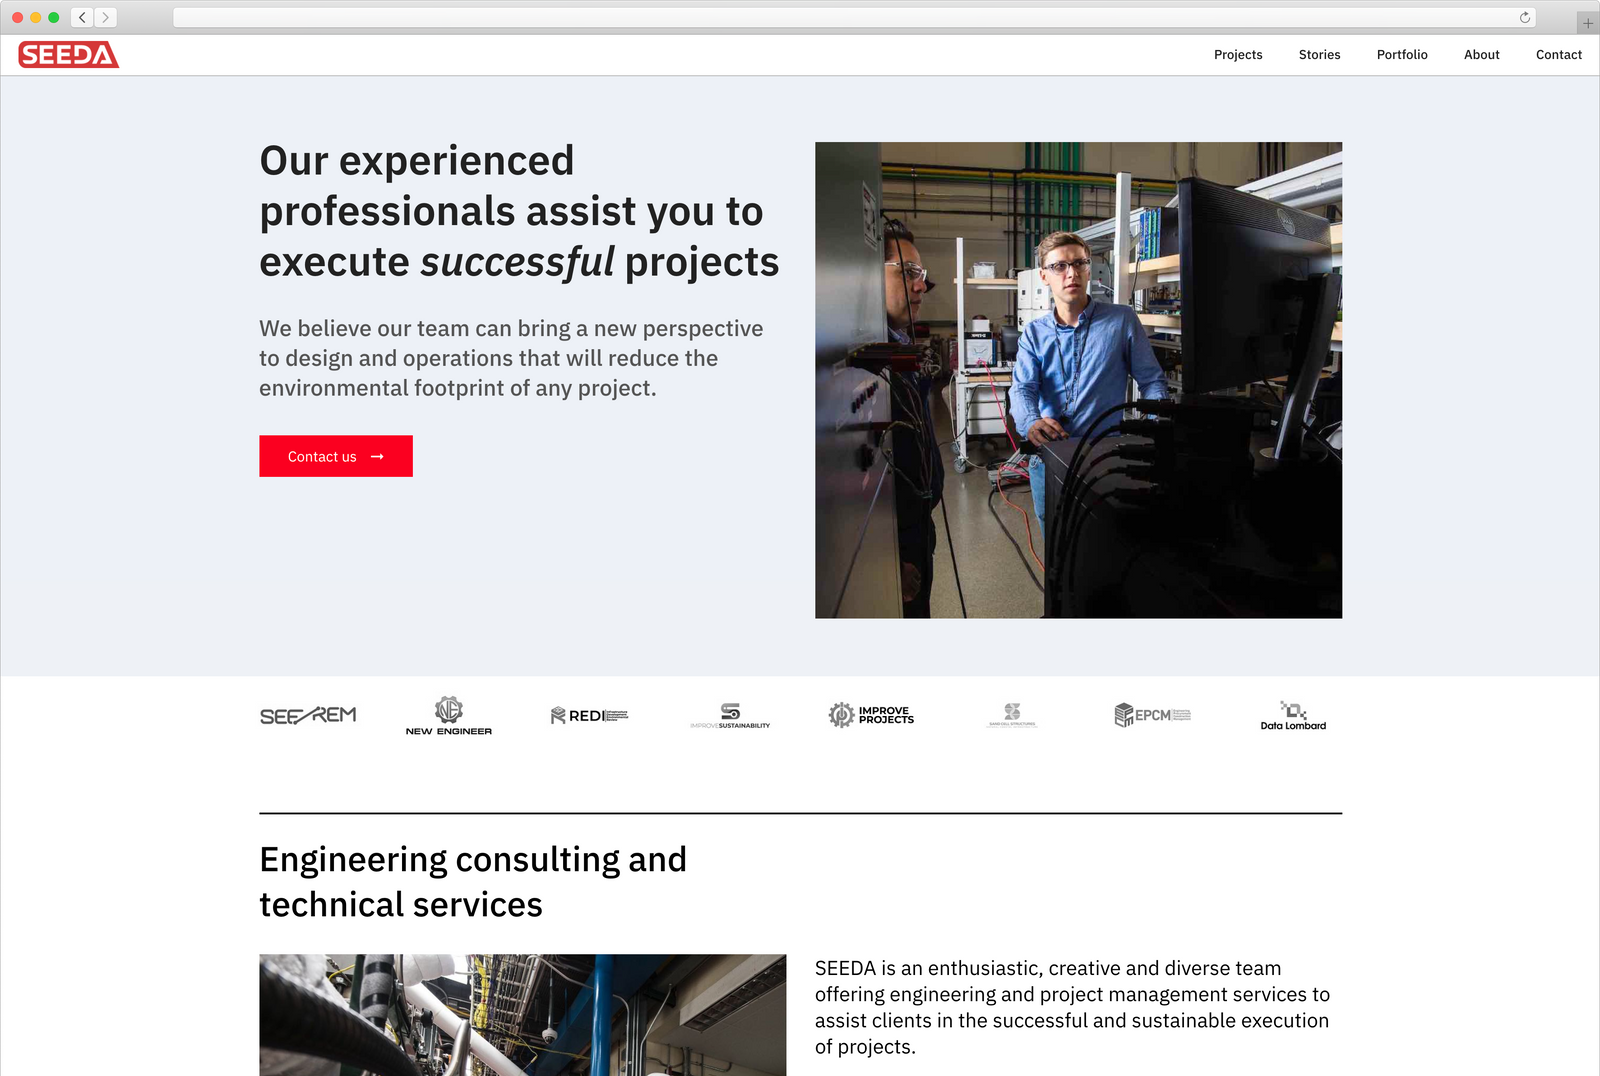 SEEDA
Projects
Stories
Portfolio
About
Contact
Our experienced
professionals assist you to
execute successful projects
We believe our team can bring a new perspective
to design and operations that will reduce the
environmental footprint of any project.
Contact us →
SEE/REM
NEW ENGINEER
REDI
IMPROVESUSTAINABILITY
IMPROVE
PROJECTS
EPCM
Data Lombard
Engineering consulting and
technical services
SEEDA is an enthusiastic, creative and diverse team
offering engineering and project management services to
assist clients in the successful and sustainable execution
of projects.